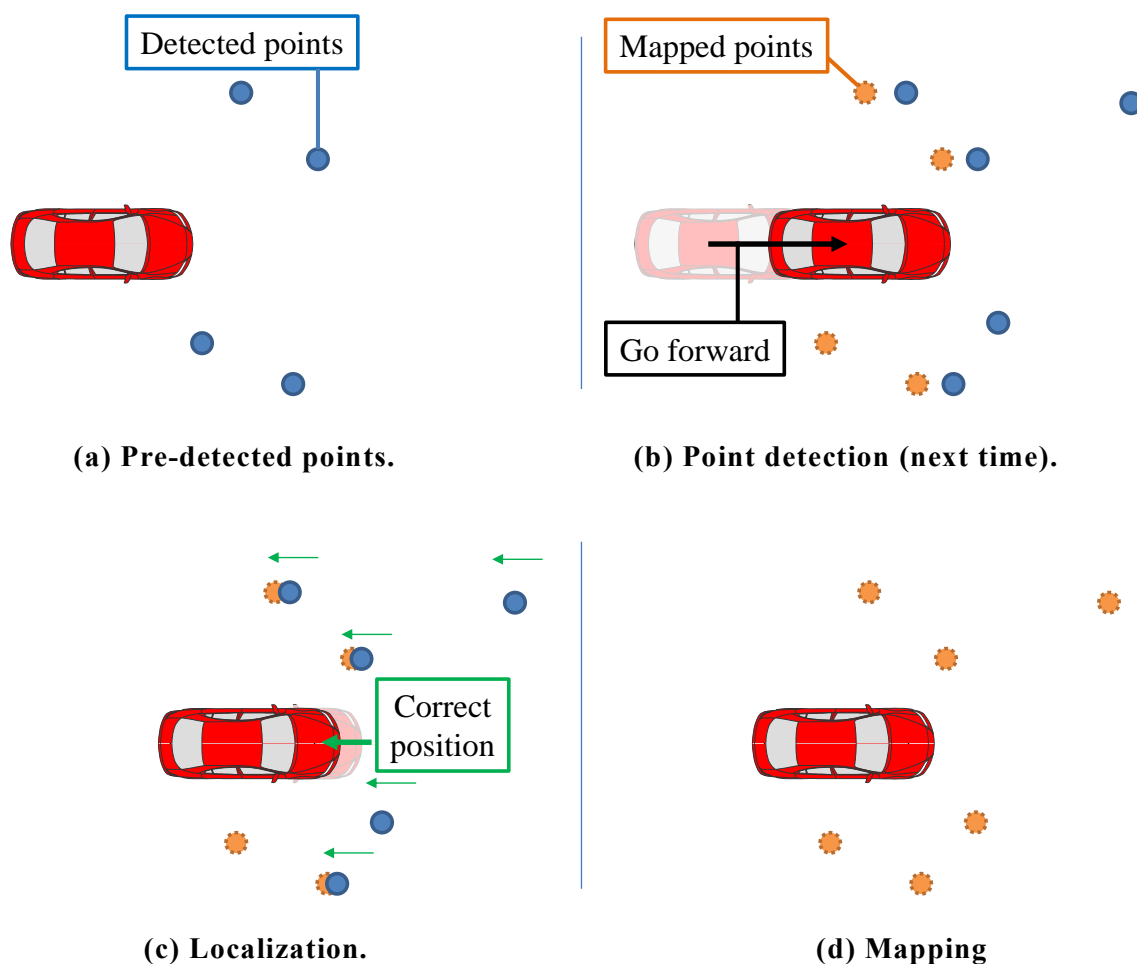 Detected points
Mapped points
Go forward
(a) Pre-detected points.
(b) Point detection (next time).
Correct
position
(c) Localization.
(d) Mapping